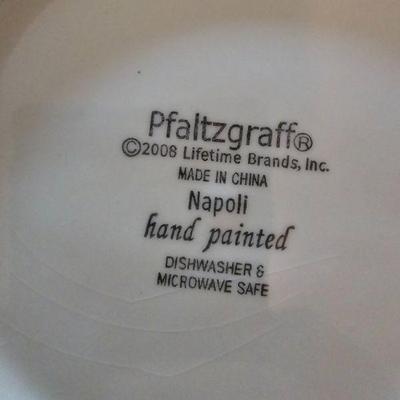 Pfaltzgraff®
©2008 Lifetime Brands, Inc.
MADE IN CHINA
Napoli
hand painted
DISHWASHER &
MICROWAVE SAFE